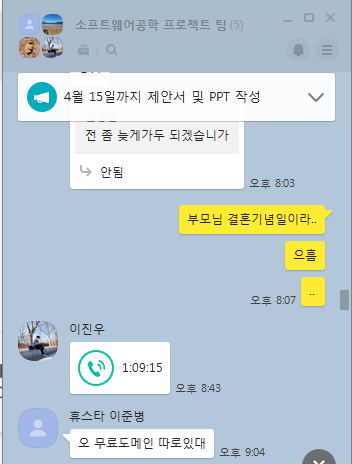 소프트웨어공학 프로젝트 팀 (5)
4월 15일까지 제안서 및 PPT 작성
전 좀 늦게가두 되겠습니가
안됨
오후 8:03
부모님 결혼기념일이라..
으흠
..
오후 8:07
이진우
1:09:15
오후 8:43
휴스타 이준병
오 무료도메인 따로있대
오후 9:04